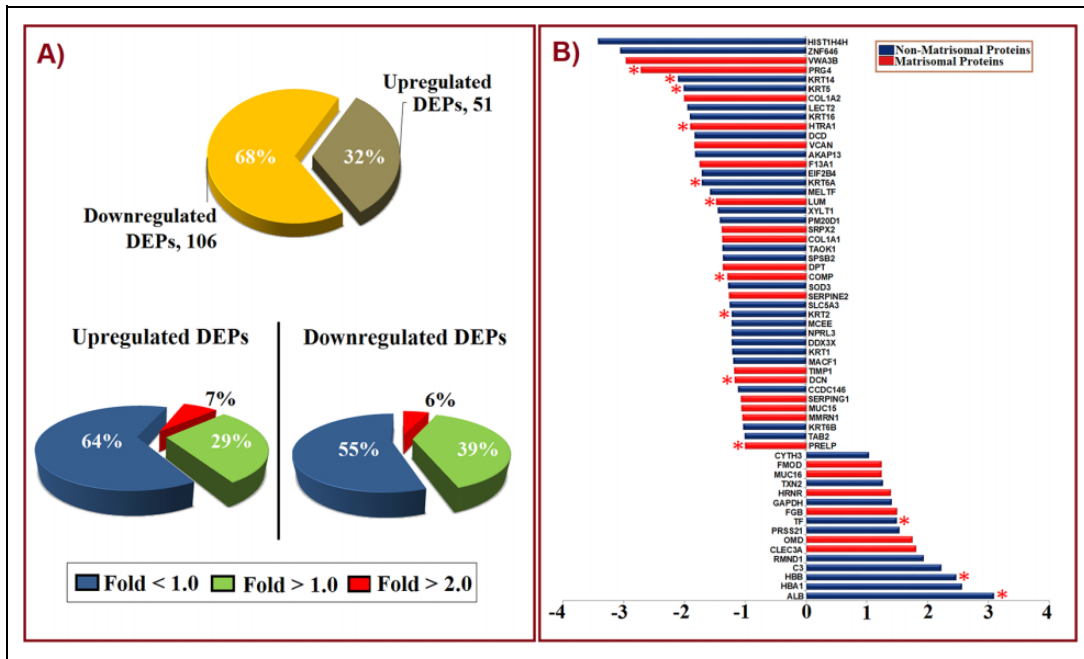 A)
Upregulated
DEPs, 51
68%
32%
Downregulated
DEPs, 106
Upregulated DEPs
Downregulated DEPs
7%
64%
29%
6%
55%
39%
Fold < 1.0
Fold > 1.0
Fold > 2.0
B)
Non-Matrisomal Proteins
Matrisomal Proteins
HIST1H4H
ZNF646
VWA3B
* PRG4
* KRT14
* KRT5
COL1A2
LECT2
KRT16
* HTRA1
DCD
VCAN
AKAP13
F13A1
EIF2B4
* KRT6A
MELTF
* LUM
XYLT1
PM20D1
SRPX2
COL1A1
TAOK1
SPSB2
DPT
* COMP
SOD3
SERPINE2
SLC5A3
* KRT2
MCEE
NPRL3
DDX3X
KRT1
MACF1
TIMP1
* DCN
CCDC146
SERPING1
MUC15
MMRN1
KRT6B
TAB2
* PRELP
CYTH3
FMOD
MUC16
TXN2
HRNR
GAPDH
FGB
TF *
PRSS21
OMD
CLEC3A
RMND1
C3
HBB *
HBA1
ALB *
-4 -3 -2 -1 0 1 2 3 4